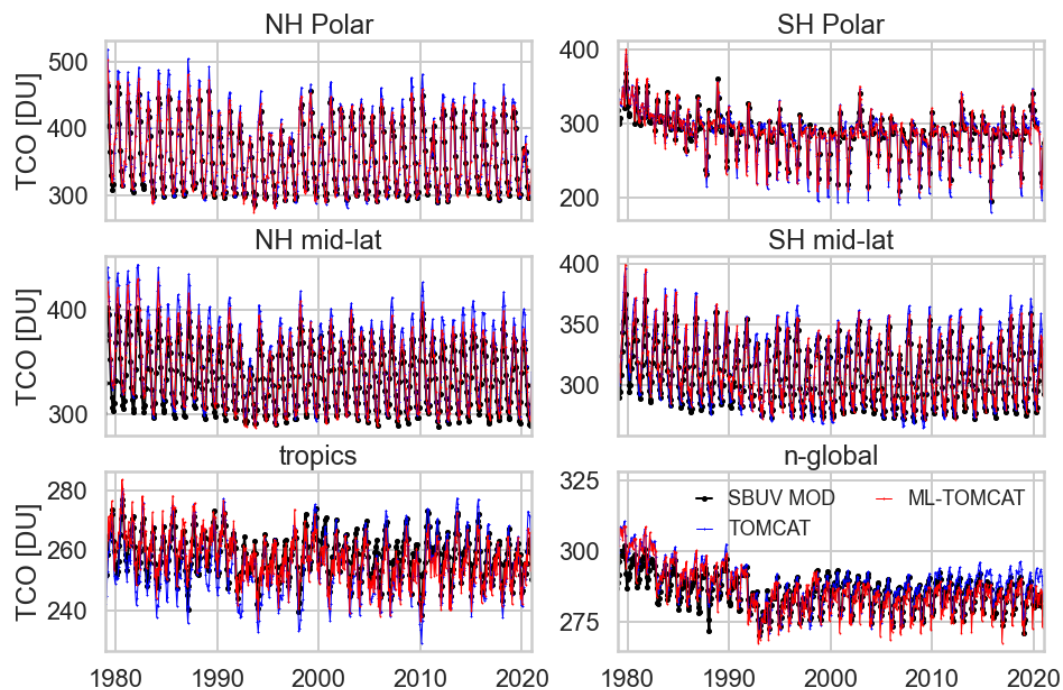 NH Polar
SH Polar
TCO [DU]
500
400
300
400
300
200
NH mid-lat
SH mid-lat
TCO [DU]
400
300
400
350
300
tropics
n-global
TCO [DU]
280
260
240
325
300
275
SBUV MOD
ML-TOMCAT
TOMCAT
1980 1990 2000 2010 2020
1980 1990 2000 2010 2020